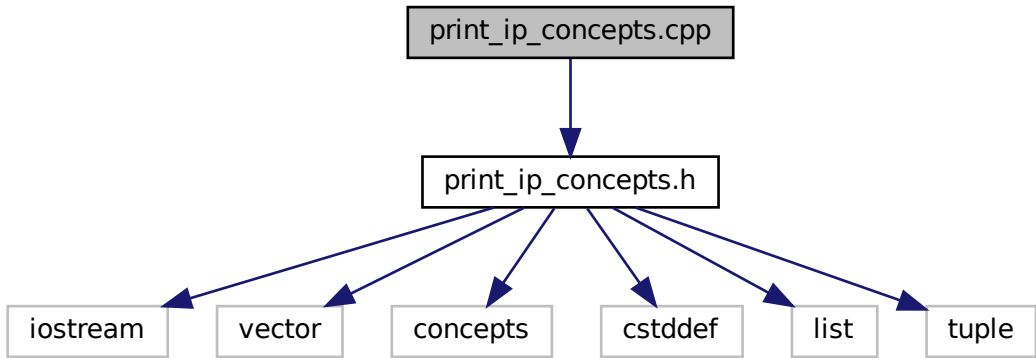 print_ip_concepts.cpp
print_ip_concepts.h
iostream
vector
concepts
cstddef
list
tuple